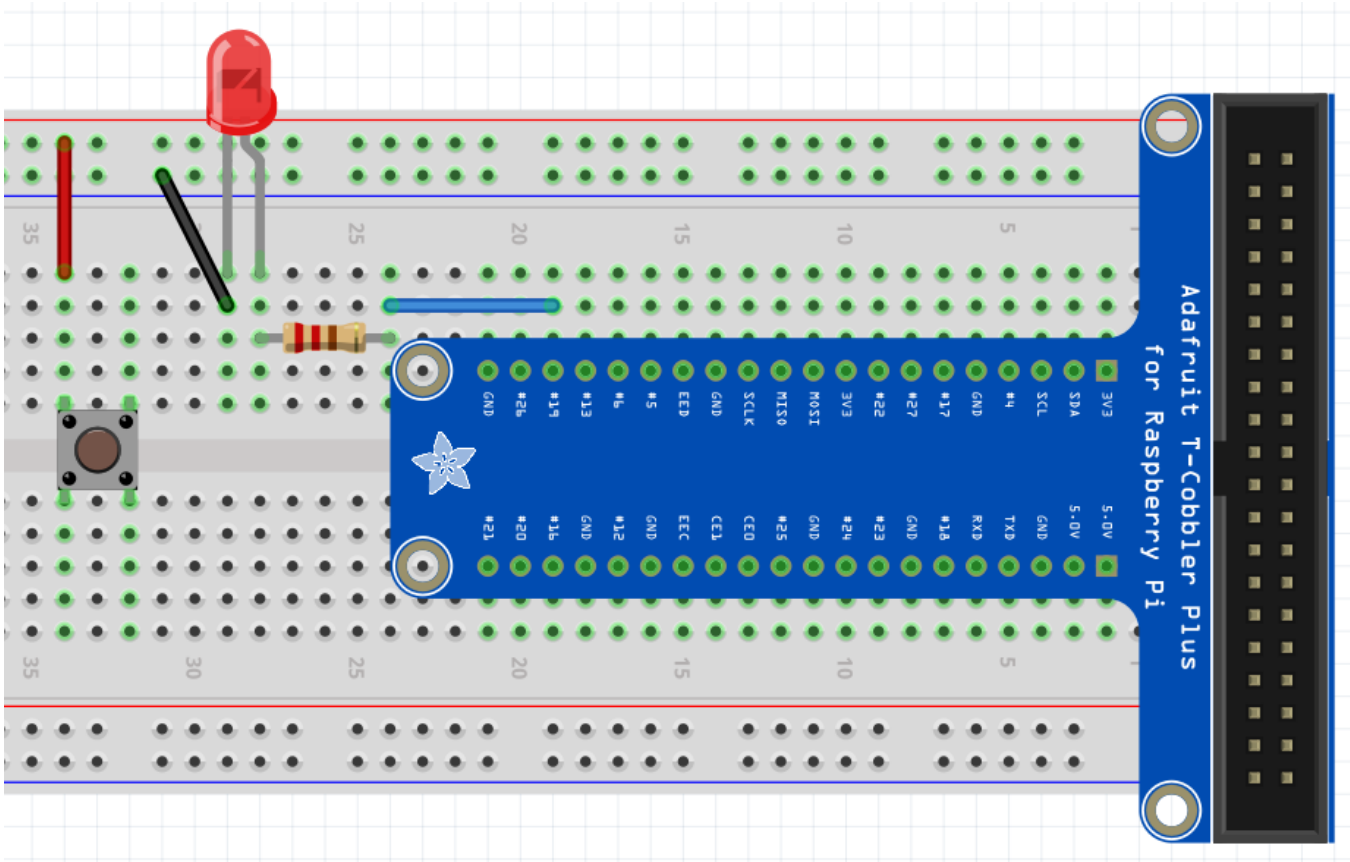 35 25 20 15 10 5
GND #26 #19 #13 #6 #5 EED GND SCLK MISO MOSI 3V3 #22 #27 #17 GND #4 SCL SDA 3V3
#21 #20 #16 GND #12 GND EEC CE1 CE0 #25 GND #24 #23 GND #18 RXD TXD GND 5.0V 5.0V
Adafruit T-Cobbler Plus
for Raspberry Pi
35 30 25 20 15 10 5